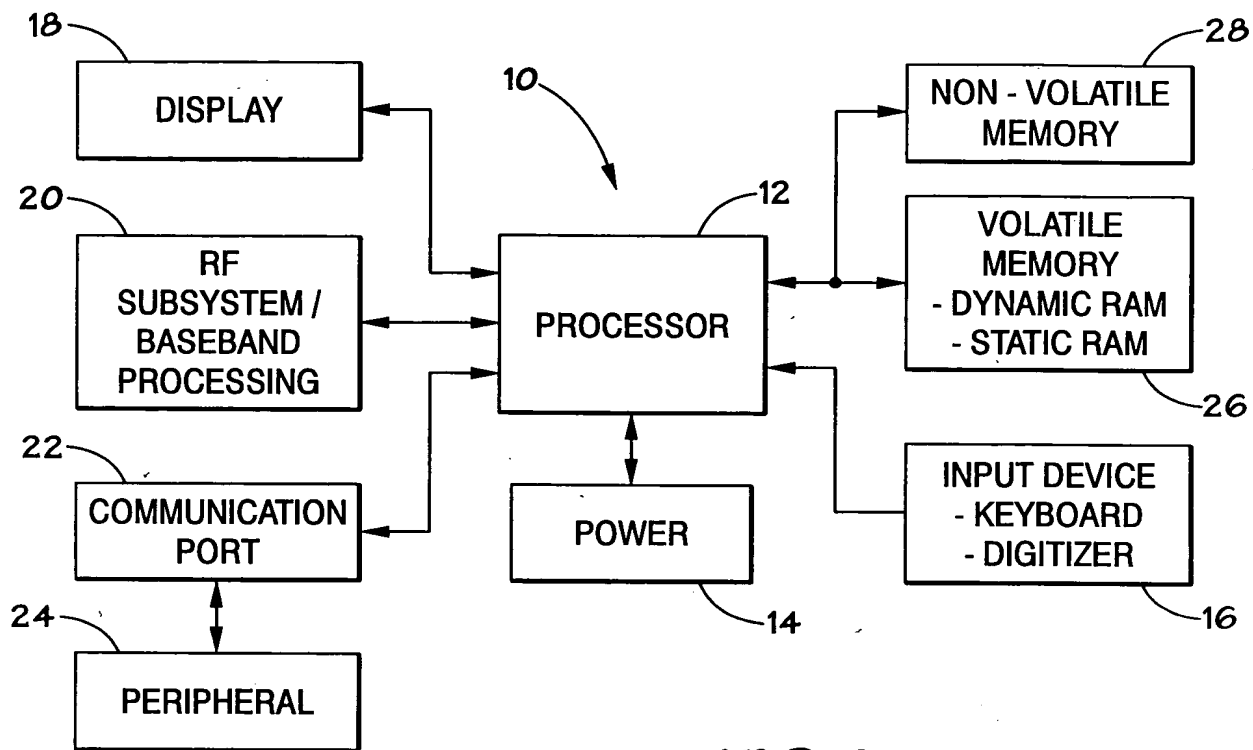 18
DISPLAY
20
RF
SUBSYSTEM /
BASEBAND
PROCESSING
22
COMMUNICATION
PORT
24
PERIPHERAL
10
12
PROCESSOR
POWER
14
28
NON - VOLATILE
MEMORY
VOLATILE
MEMORY
- DYNAMIC RAM
- STATIC RAM
26
INPUT DEVICE
- KEYBOARD
- DIGITIZER
16